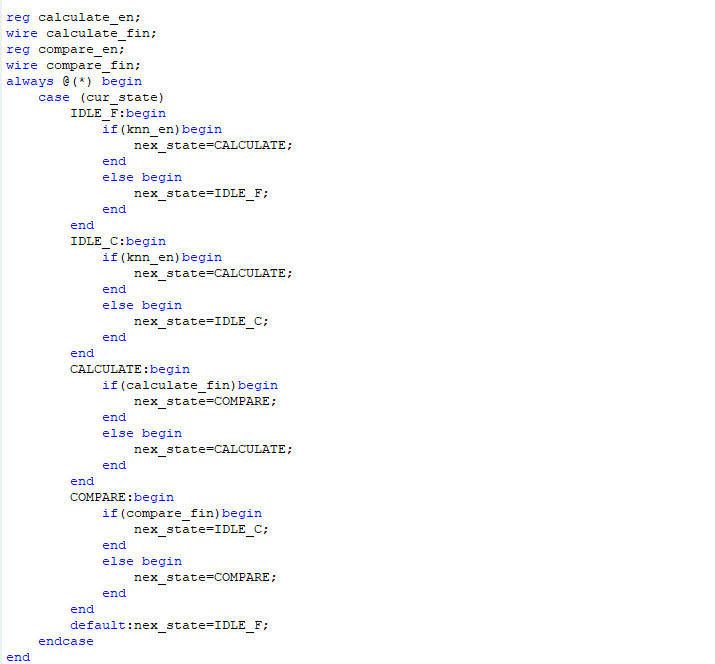 reg calculate_en;
wire calculate_fin;
reg compare_en;
wire compare_fin;
always @(*) begin
    case (cur_state)
        IDLE_F:begin
            if(knn_en)begin
                nex_state=CALCULATE;
            end
            else begin
                nex_state=IDLE_F;
            end
        end
        IDLE_C:begin
            if(knn_en)begin
                nex_state=CALCULATE;
            end
            else begin
                nex_state=IDLE_C;
            end
        end
        CALCULATE:begin
            if(calculate_fin)begin
                nex_state=COMPARE;
            end
            else begin
                nex_state=CALCULATE;
            end
        end
        COMPARE:begin
            if(compare_fin)begin
                nex_state=IDLE_C;
            end
            else begin
                nex_state=COMPARE;
            end
        end
        default:nex_state=IDLE_F;
    endcase
end